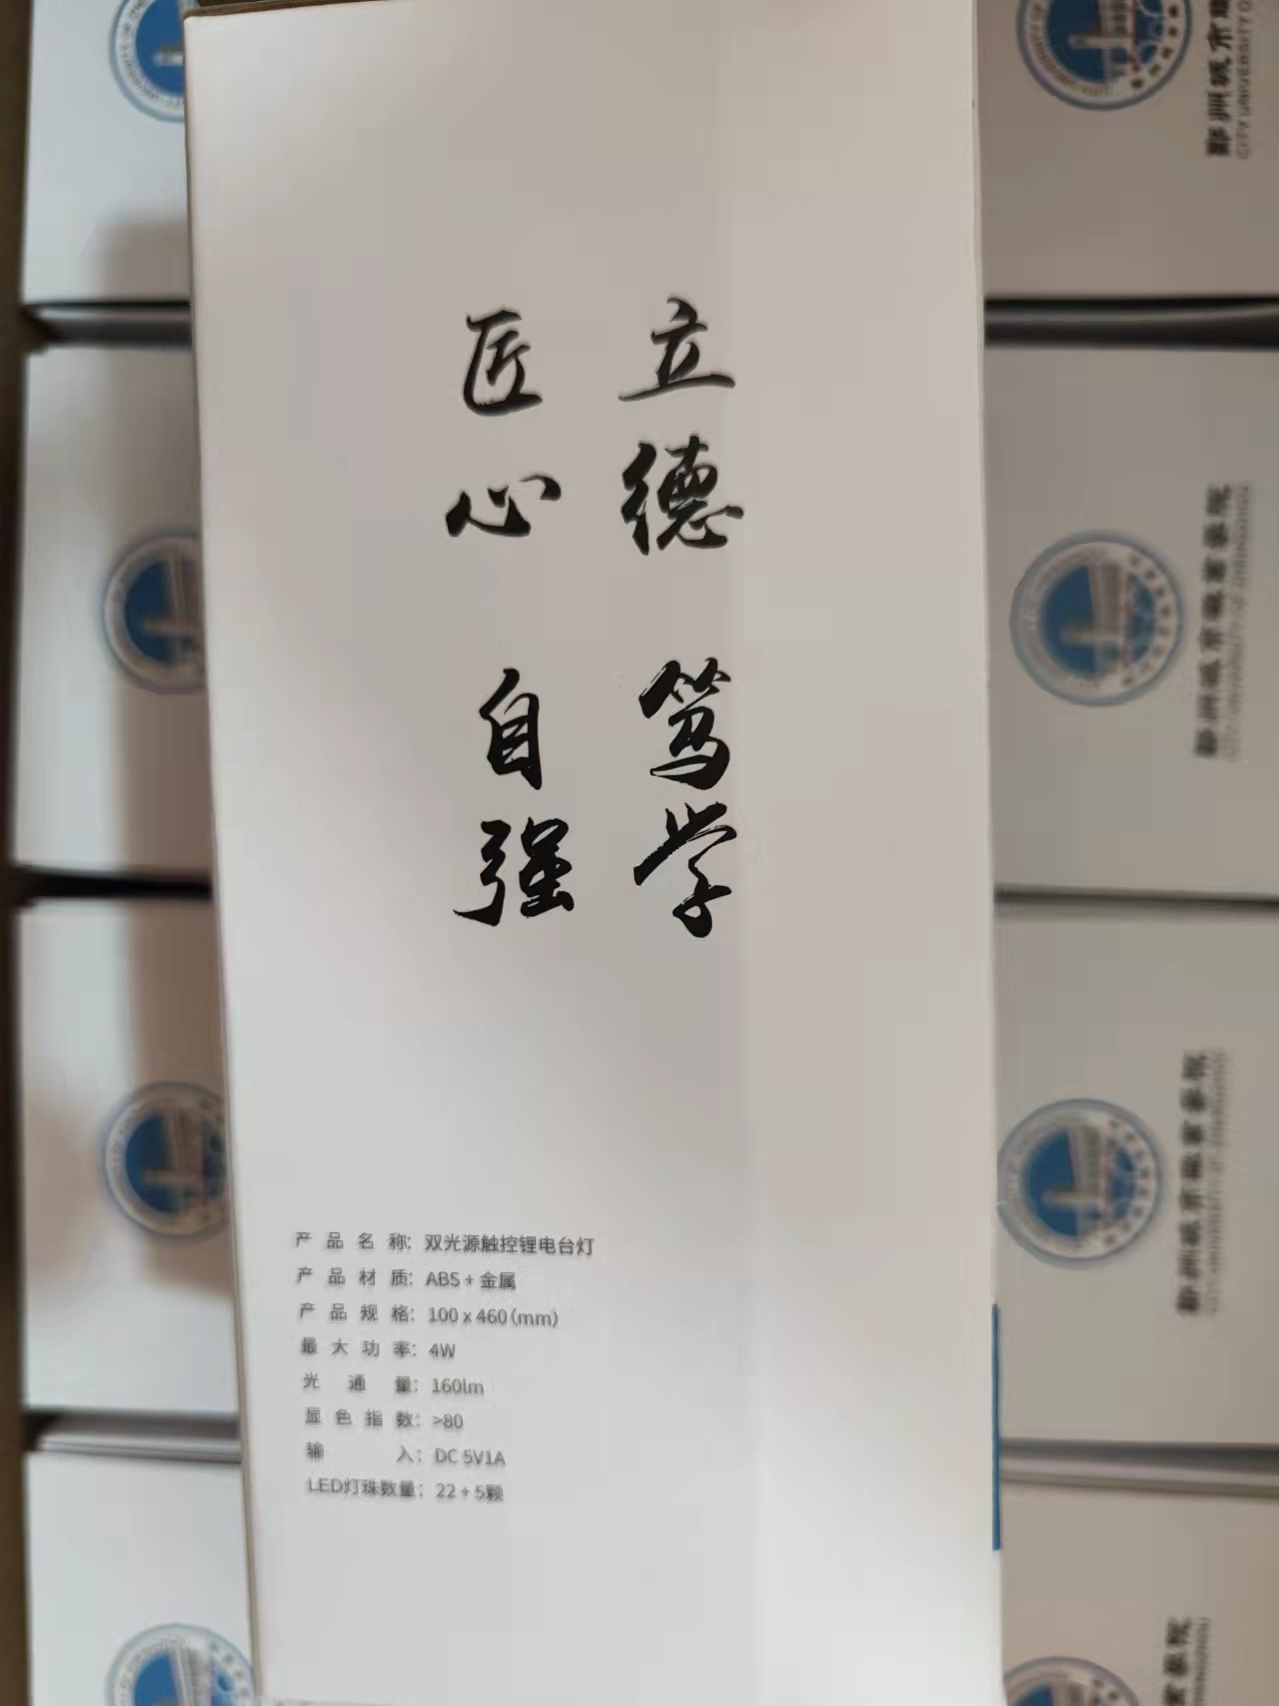 立德 笃学
匠心 自强
产品名称：双光源触控锂电台灯
产品材质：ABS + 金属
产品规格：100 x 460（mm）
最大功率：4W
光通量：160lm
显色指数：>80
输入：DC 5V1A
LED灯珠数量：22 + 5颗